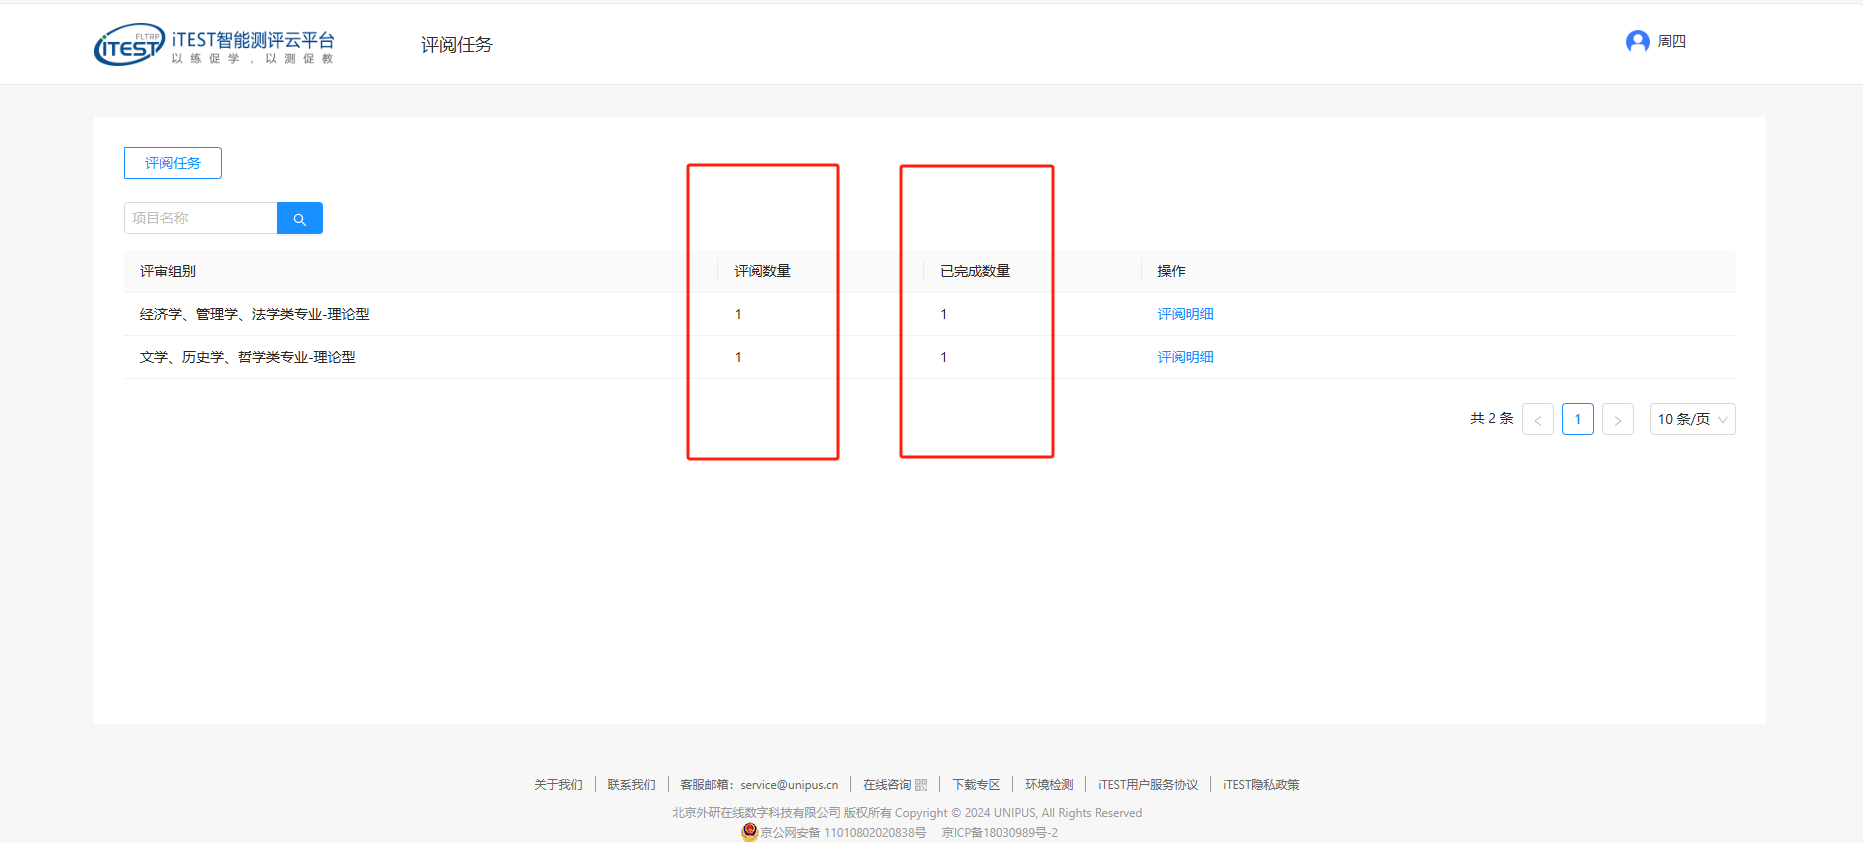 FLTRP
iTEST iTEST智能测评云平台
以练促学，以测促教
评阅任务
周四
评阅任务
项目名称
评审组别 评阅数量 已完成数量 操作
经济学、管理学、法学类专业-理论型 1 1 评阅明细
文学、历史学、哲学类专业-理论型 1 1 评阅明细
共 2 条 < 1 > 10 条/页
关于我们 联系我们 客服邮箱：service@unipus.cn 在线咨询 下载专区 环境检测 iTEST用户服务协议 iTEST隐私政策
北京外研在线数字科技有限公司 版权所有 Copyright © 2024 UNIPUS, All Rights Reserved
京公网安备 11010802020838号 京ICP备18030989号-2